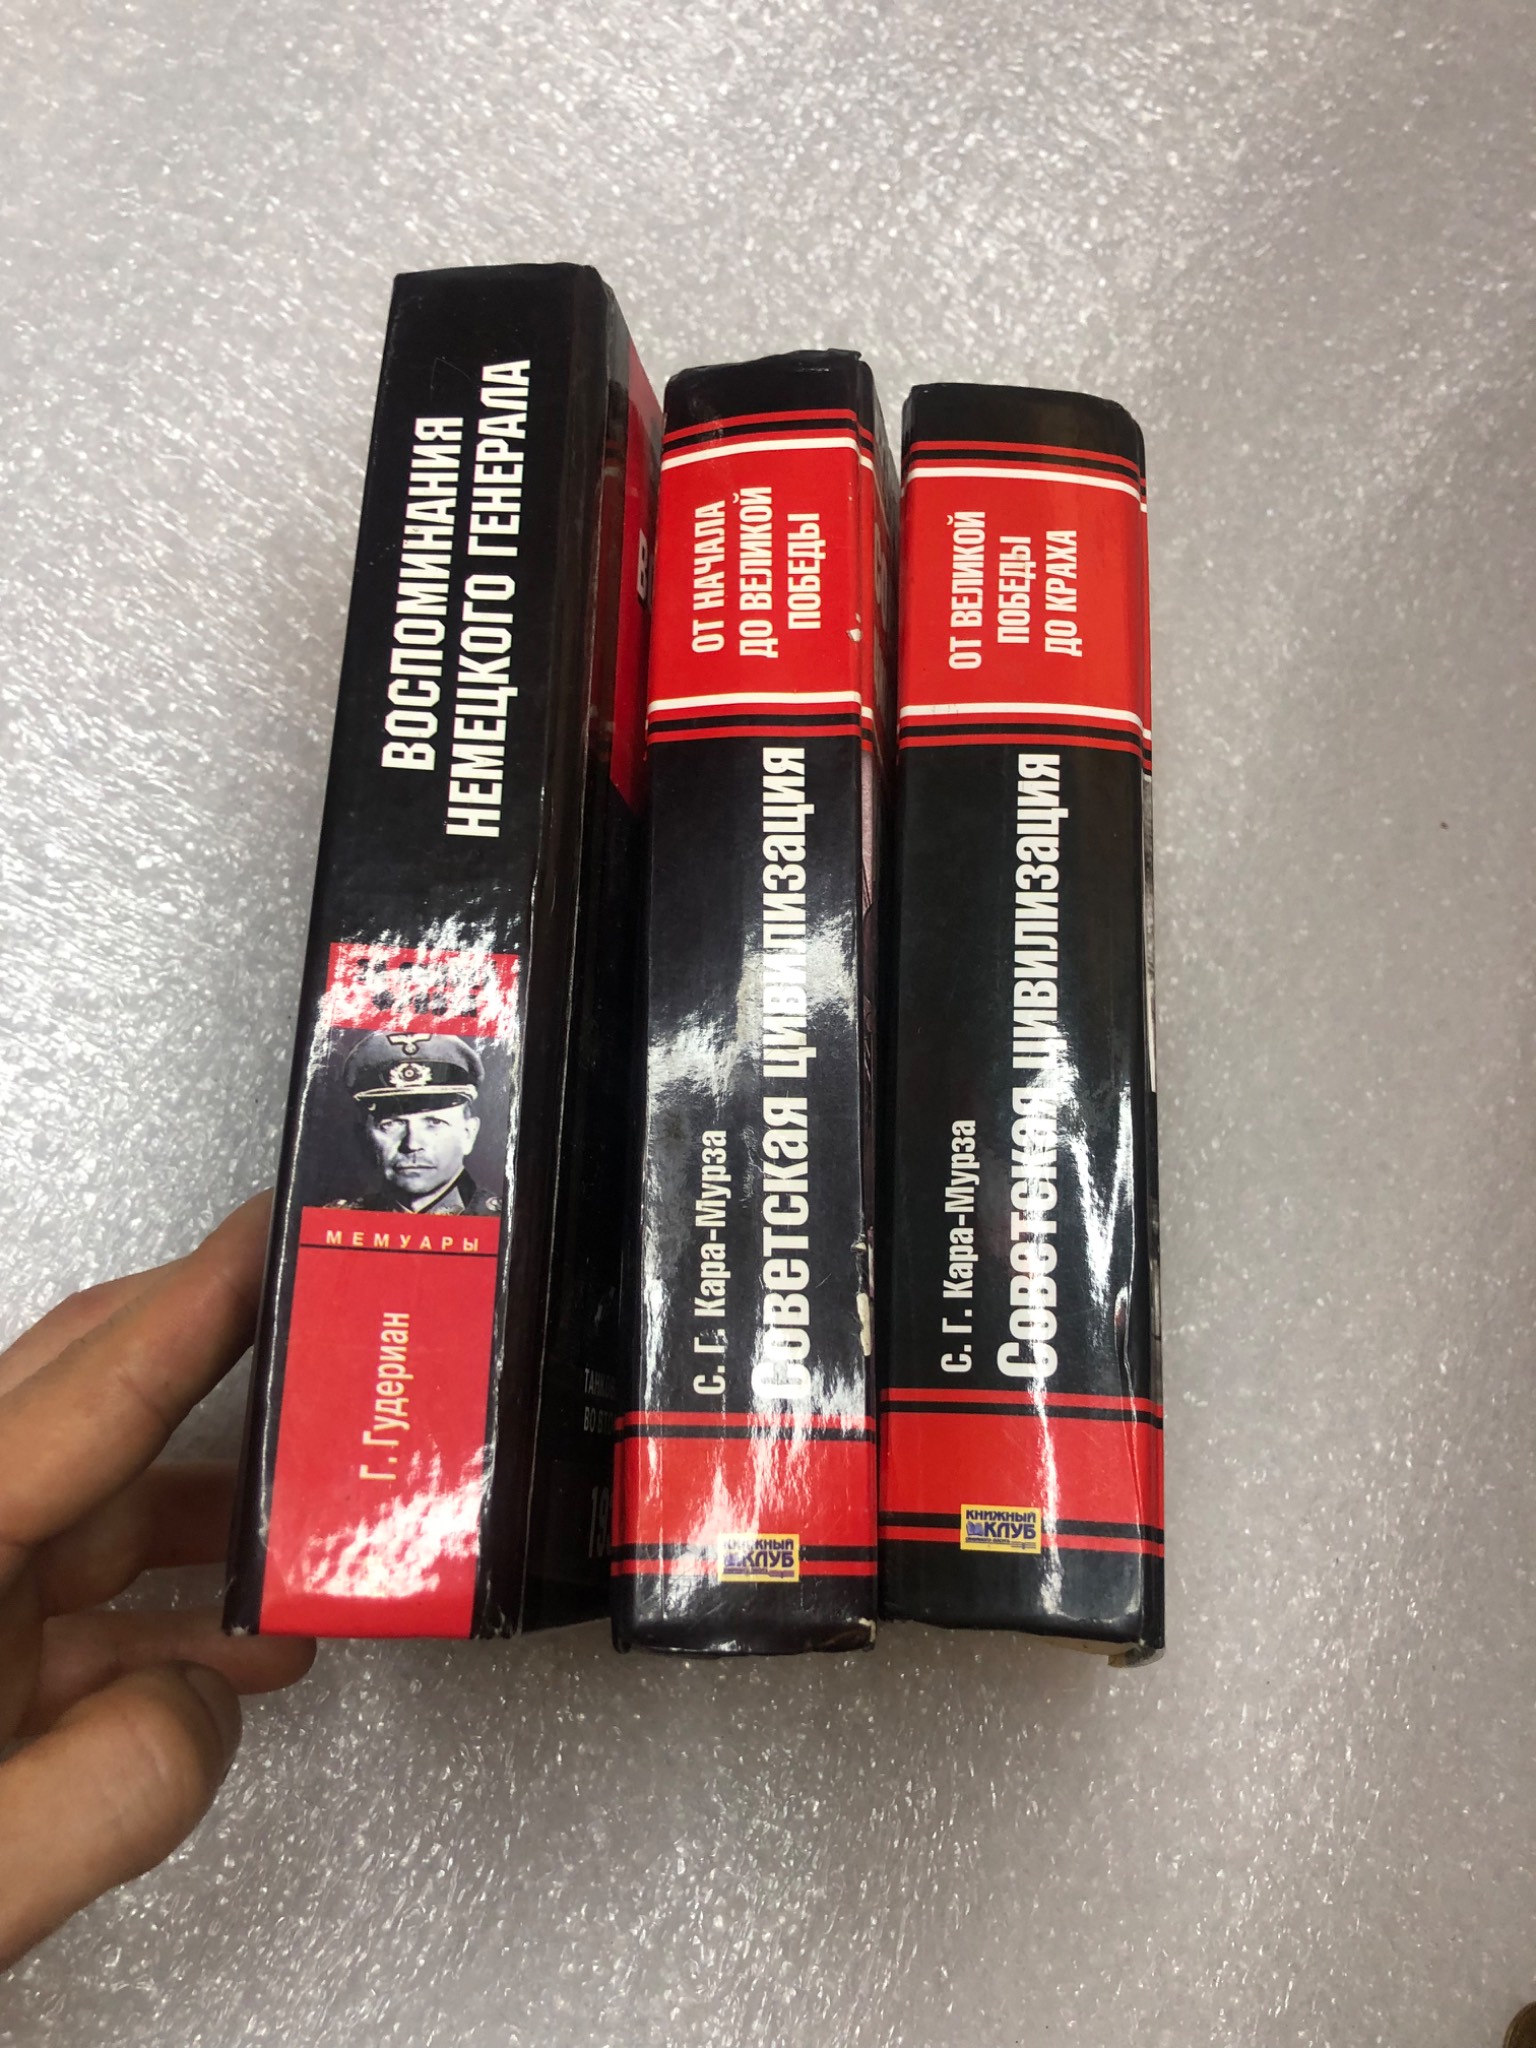 ВОСПОМИНАНИЯ
НЕМЕЦКОГО ГЕНЕРАЛА
МЕМУАРЫ
Г. Гудериан
В
ВО
ОТ НАЧАЛА
ДО ВЕЛИКОЙ
ПОБЕДЫ
С. Г. Кара-Мурза
Советская цивилизация
КНИЖНЫЙ
КЛУБ
ОТ ВЕЛИКОЙ
ПОБЕДЫ
ДО КРАХА
С. Г. Кара-Мурза
Советская цивилизация
КНИЖНЫЙ
КЛУБ